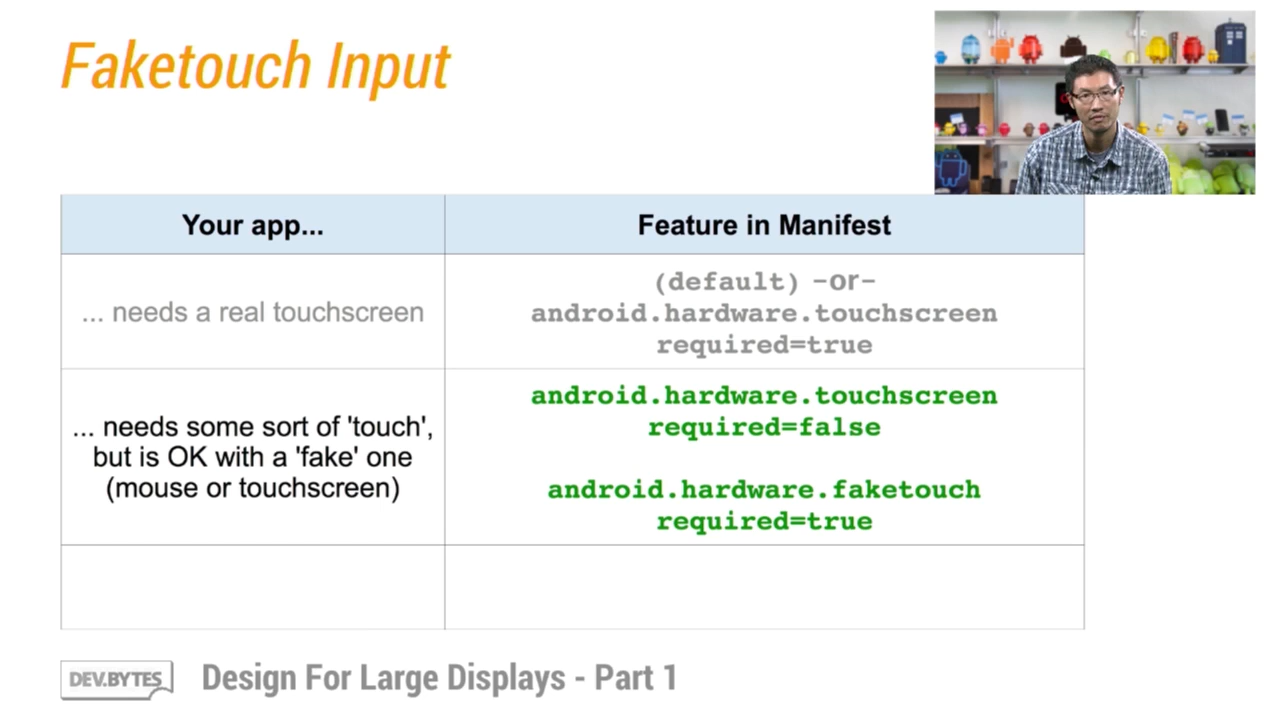 Faketouch Input
Your app...
Feature in Manifest
... needs a real touchscreen
(default) -or-
android.hardware.touchscreen
required=true
... needs some sort of 'touch',
but is OK with a 'fake' one
(mouse or touchscreen)
android.hardware.touchscreen
required=false
android.hardware.faketouch
required=true
DEV.BYTES
Design For Large Displays - Part 1